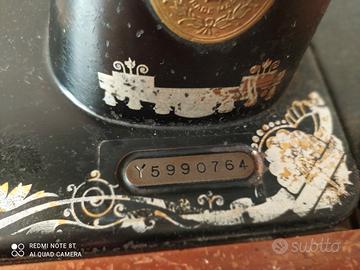 Y5990764
REDMI NOTE 8T
AI QUAD CAMERA
subito